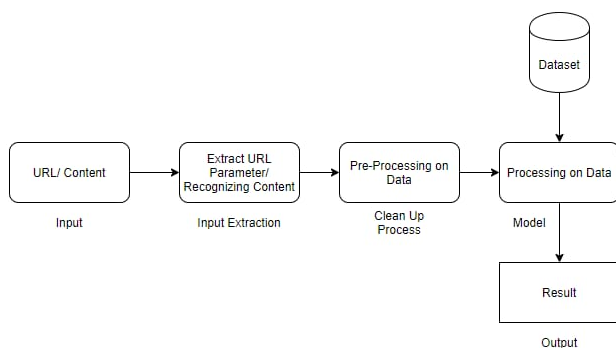 Dataset
URL/ Content
Extract URL
Parameter/
Recognizing Content
Pre-Processing on
Data
Processing on Data
Input
Input Extraction
Clean Up
Process
Model
Result
Output